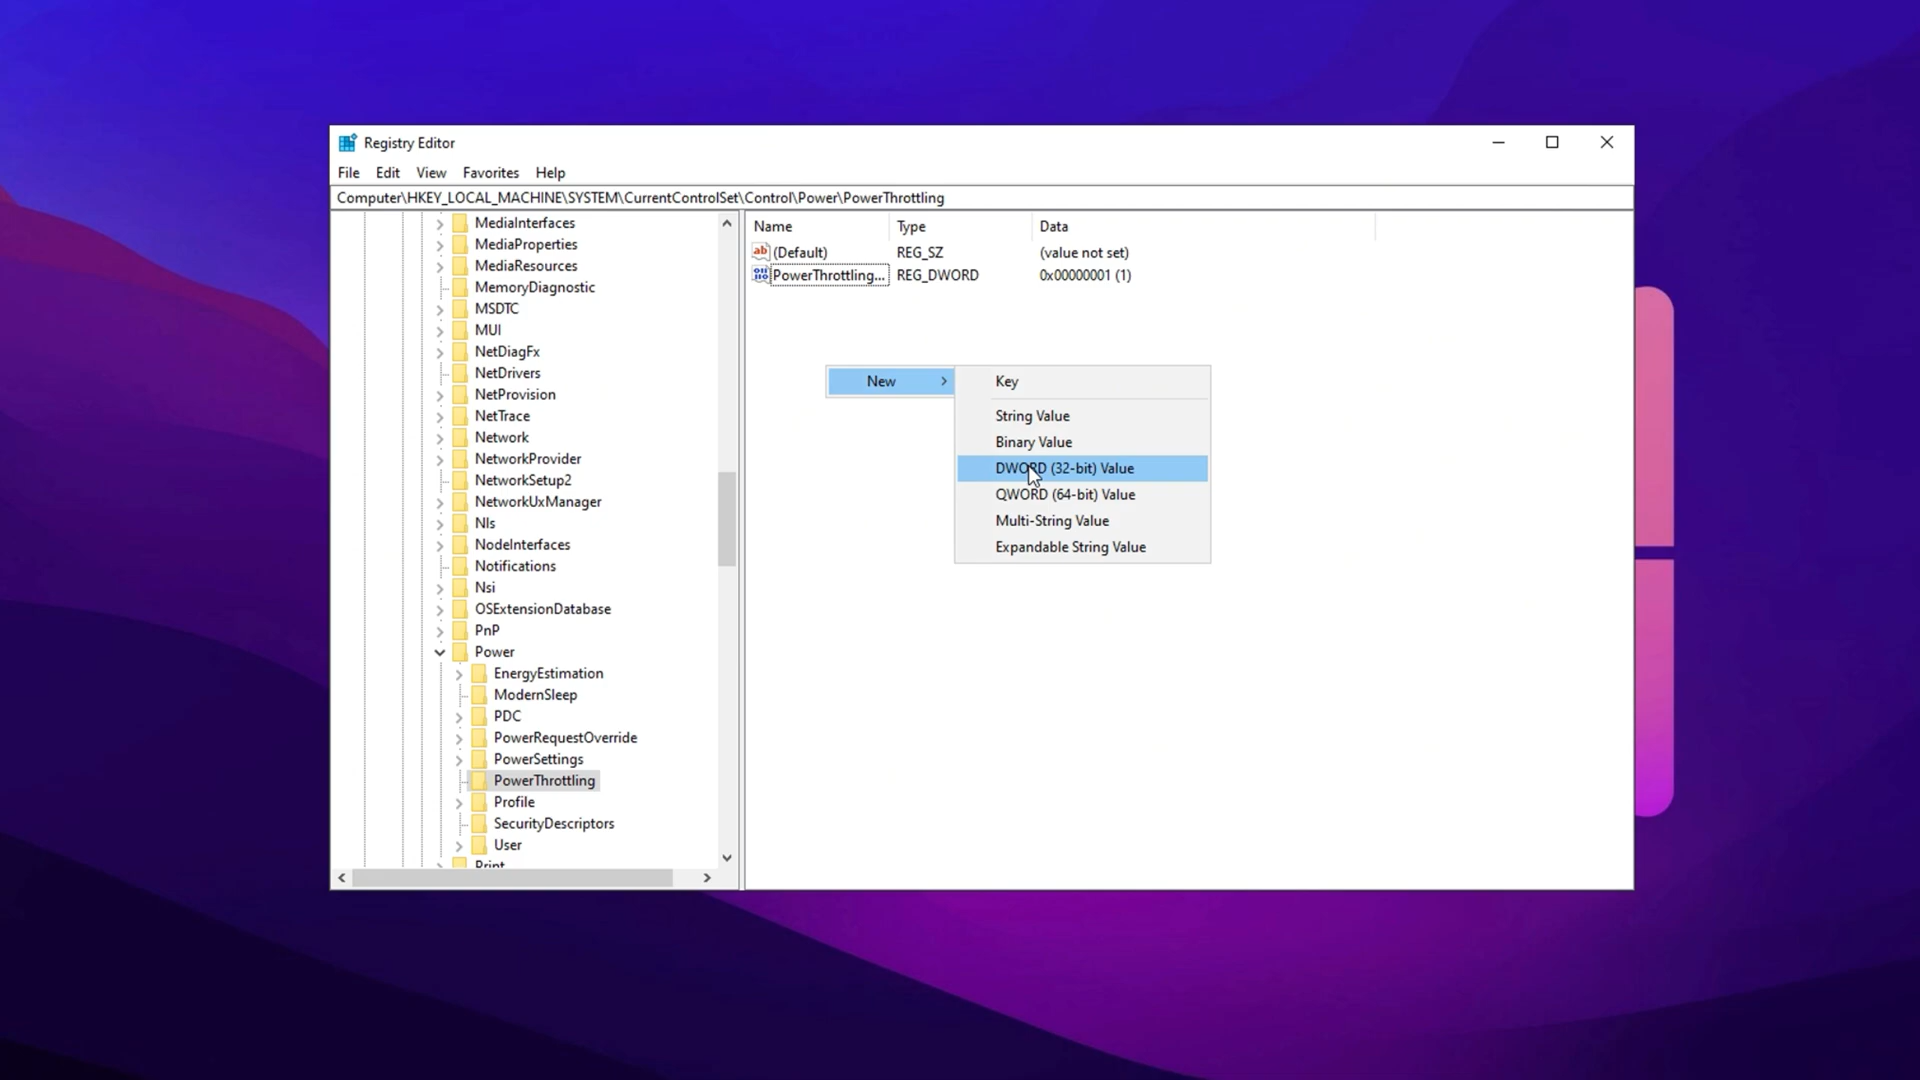 Registry Editor
File Edit View Favorites Help
Computer\HKEY_LOCAL_MACHINE\SYSTEM\CurrentControlSet\Control\Power\PowerThrottling
MediaInterfaces
MediaProperties
MediaResources
MemoryDiagnostic
MSDTC
MUI
NetDiagFx
NetDrivers
NetProvision
NetTrace
Network
NetworkProvider
NetworkSetup2
NetworkUxManager
Nls
NodeInterfaces
Notifications
Nsi
OSExtensionDatabase
PnP
Power
EnergyEstimation
ModernSleep
PDC
PowerRequestOverride
PowerSettings
PowerThrottling
Profile
SecurityDescriptors
User
Print
Name Type Data
(Default) REG_SZ (value not set)
PowerThrottling... REG_DWORD 0x00000001 (1)
New
Key
String Value
Binary Value
DWORD (32-bit) Value
QWORD (64-bit) Value
Multi-String Value
Expandable String Value